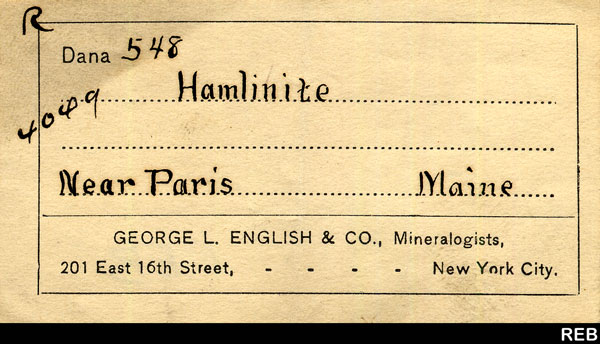 R
Dana 548
4049
Hamlinite
Near Paris Maine
GEORGE L. ENGLISH & CO., Mineralogists,
201 East 16th Street, - - - - New York City.
REB